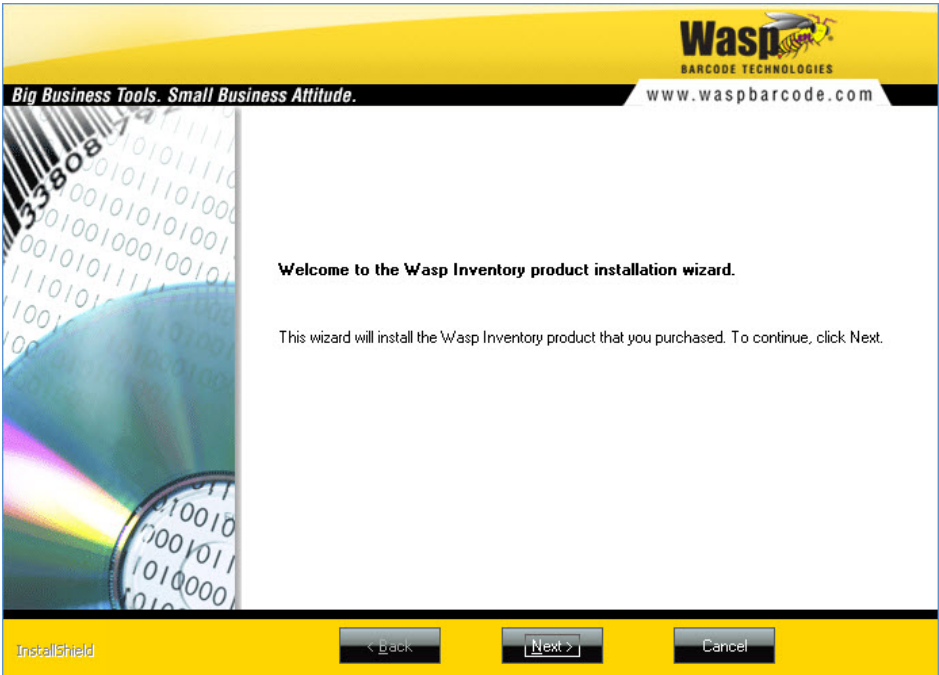 Wasp
BARCODE TECHNOLOGIES
Big Business Tools. Small Business Attitude.
www.waspbarcode.com
33808 792
Welcome to the Wasp Inventory product installation wizard.
This wizard will install the Wasp Inventory product that you purchased. To continue, click Next.
InstallShield
< Back
Next >
Cancel